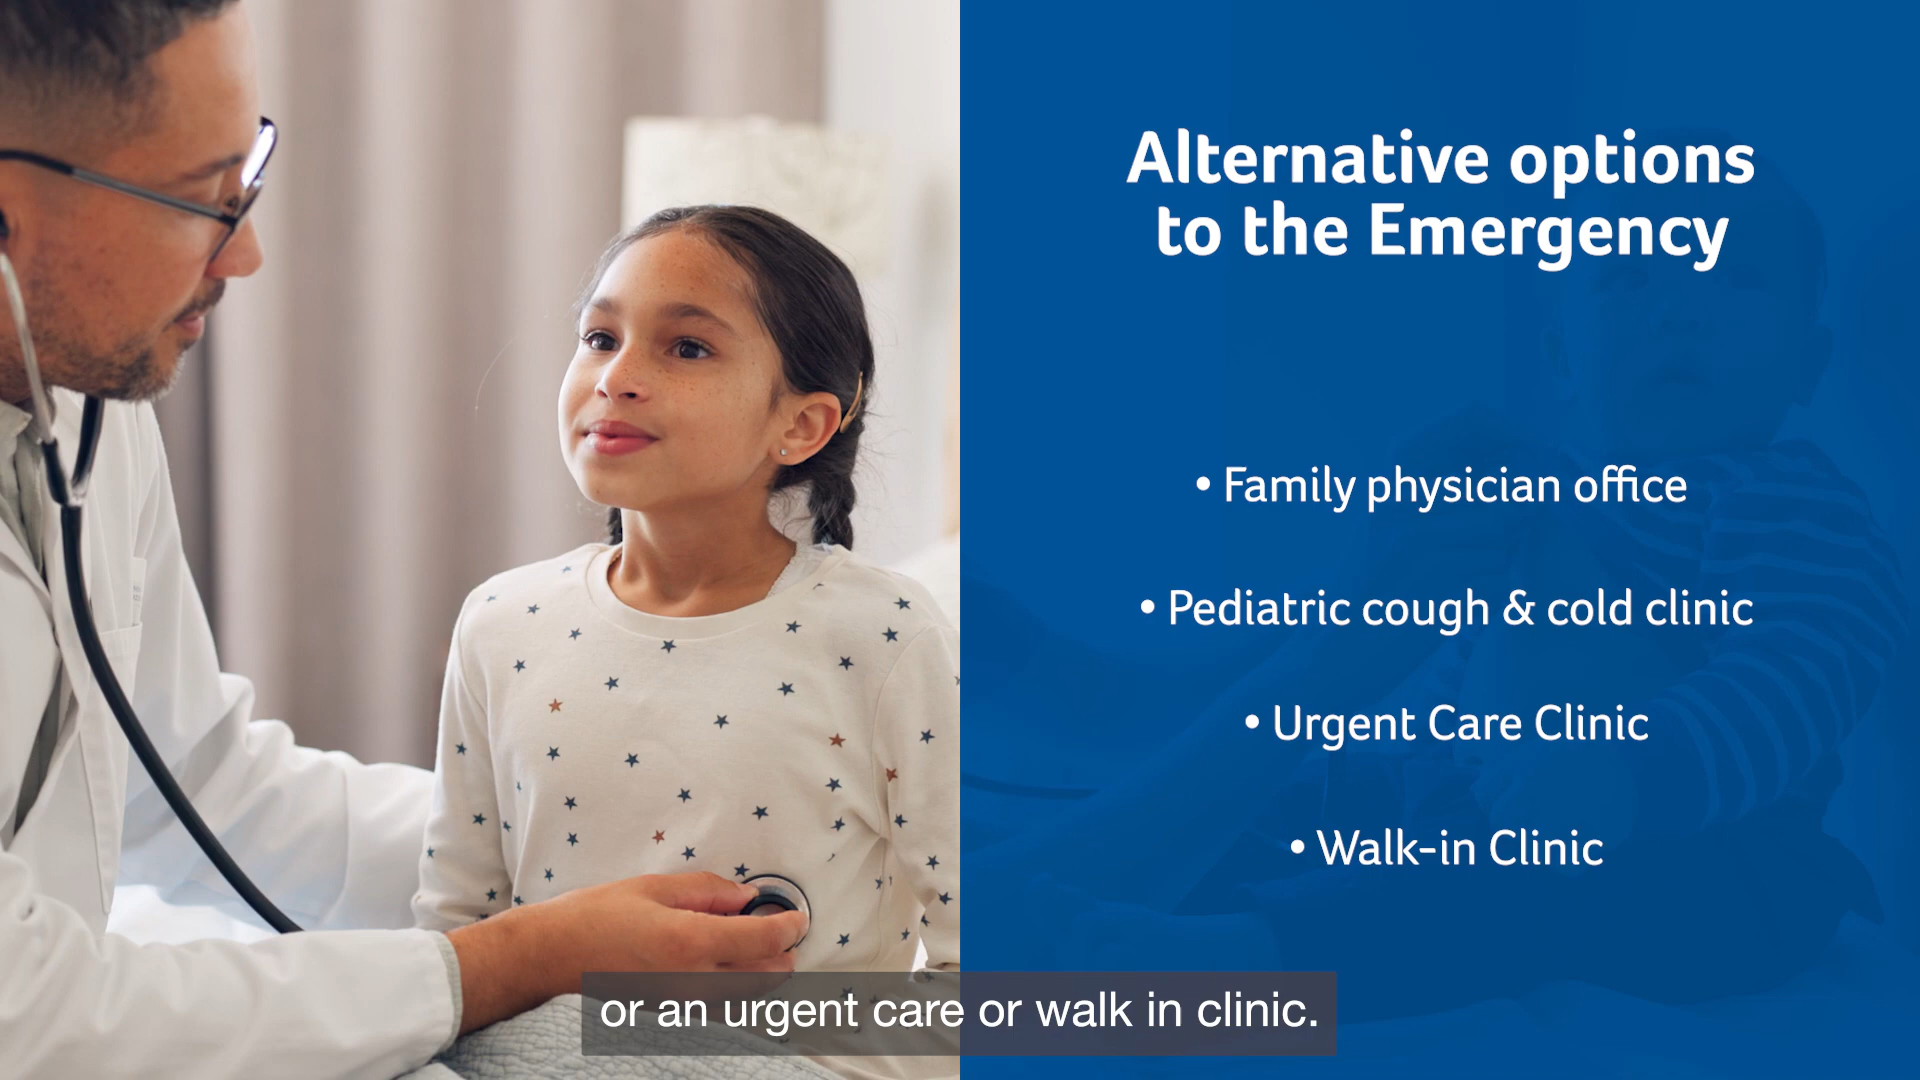 Alternative options
to the Emergency
• Family physician office
• Pediatric cough & cold clinic
• Urgent Care Clinic
• Walk-in Clinic
or an urgent care or walk in clinic.